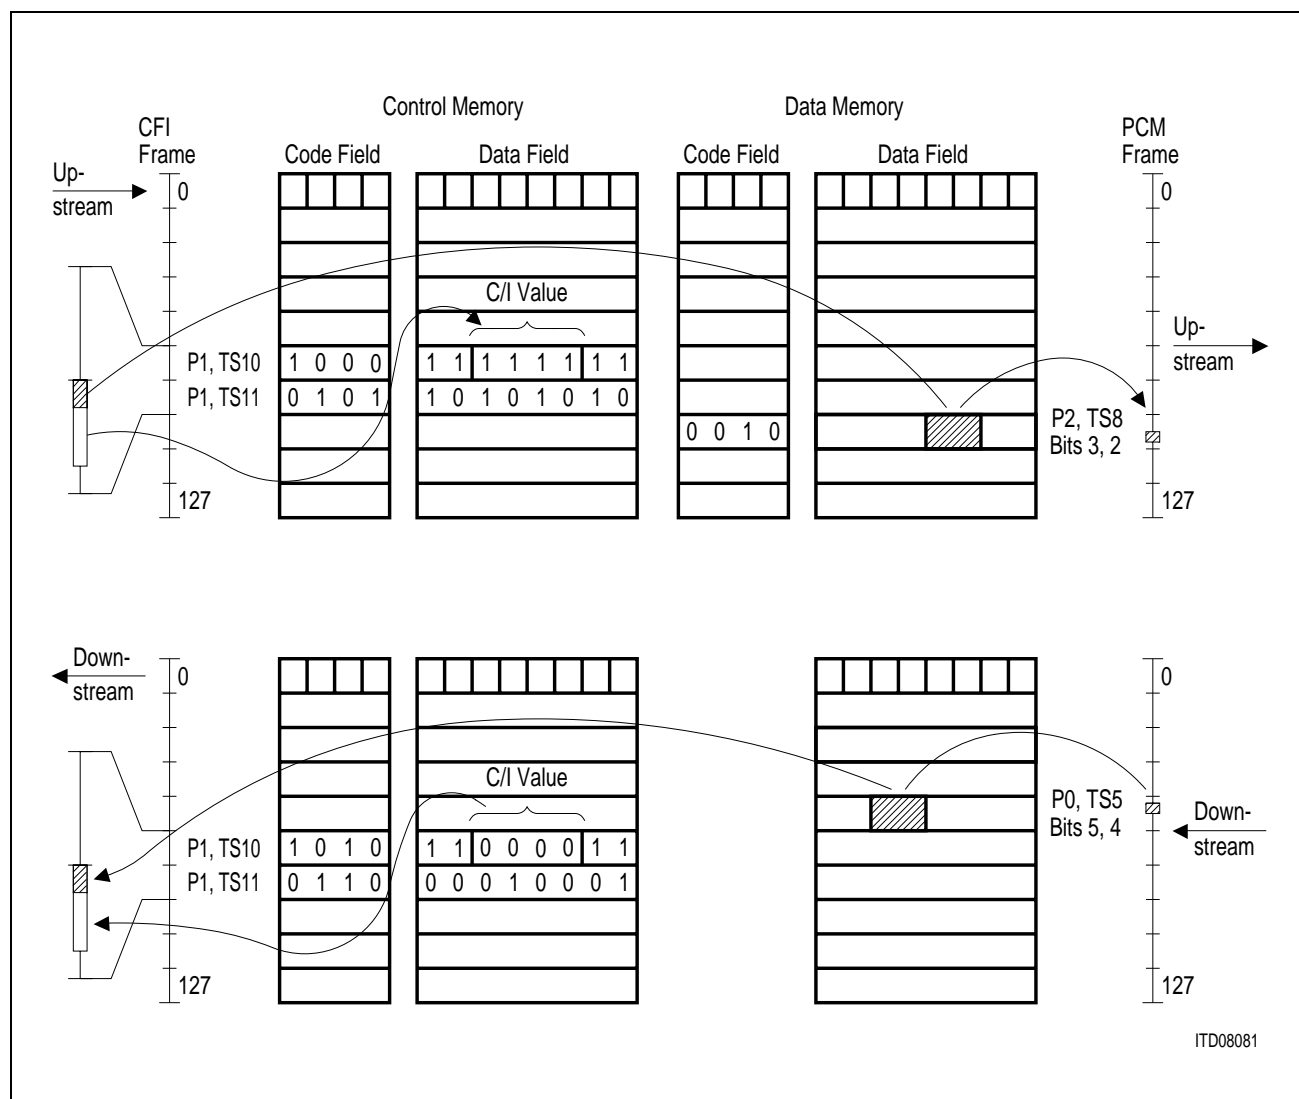 Control Memory Data Memory
CFI Frame PCM Frame
Code Field Data Field Code Field Data Field
Up-stream 0 0
C/I Value
P1, TS10 1 0 0 0 1 1 1 1 1 1 1 1
Up-stream
P1, TS11 0 1 0 1 1 0 1 0 1 0 1 0
0 0 1 0 P2, TS8
Bits 3, 2
127 127
Down-stream 0 0
C/I Value
P0, TS5
Bits 5, 4
Down-stream
P1, TS10 1 0 1 0 1 1 0 0 0 0 1 1
P1, TS11 0 1 1 0 0 0 0 1 0 0 0 1
127 127
ITD08081